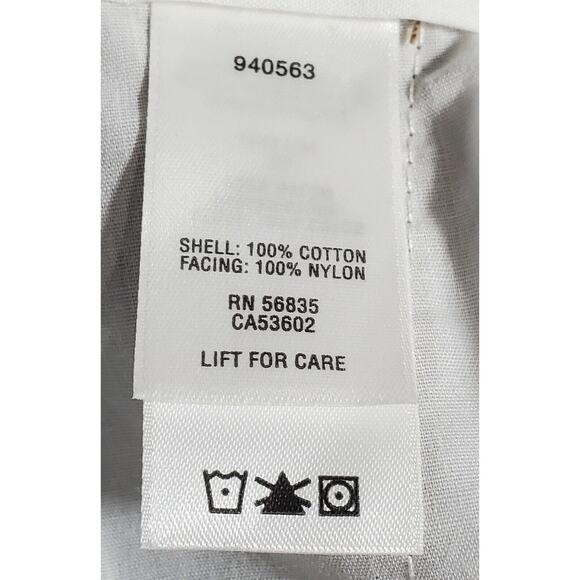 940563
SHELL: 100% COTTON
FACING: 100% NYLON
RN 56835
CA53602
LIFT FOR CARE